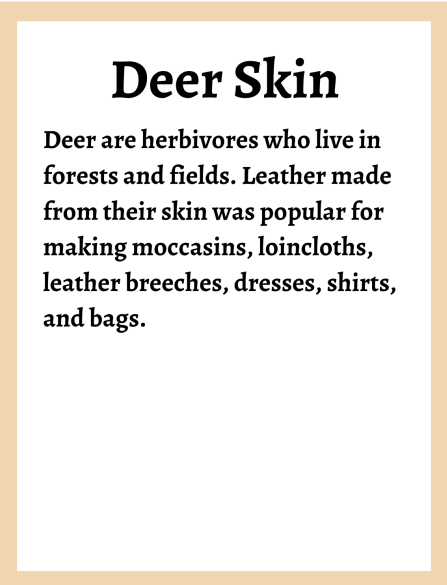 Deer Skin
Deer are herbivores who live in
forests and fields. Leather made
from their skin was popular for
making moccasins, loincloths,
leather breeches, dresses, shirts,
and bags.